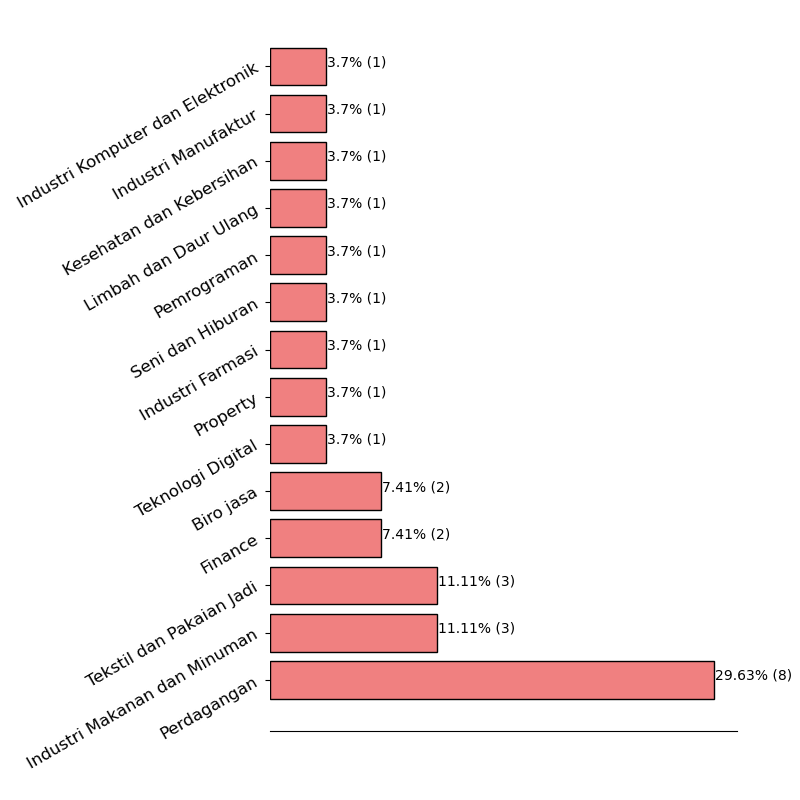 Industri Komputer dan Elektronik 3.7% (1)
Industri Manufaktur 3.7% (1)
Kesehatan dan Kebersihan 3.7% (1)
Limbah dan Daur Ulang 3.7% (1)
Pemrograman 3.7% (1)
Seni dan Hiburan 3.7% (1)
Industri Farmasi 3.7% (1)
Property 3.7% (1)
Teknologi Digital 3.7% (1)
Biro jasa 7.41% (2)
Finance 7.41% (2)
Tekstil dan Pakaian Jadi 11.11% (3)
Industri Makanan dan Minuman 11.11% (3)
Perdagangan 29.63% (8)